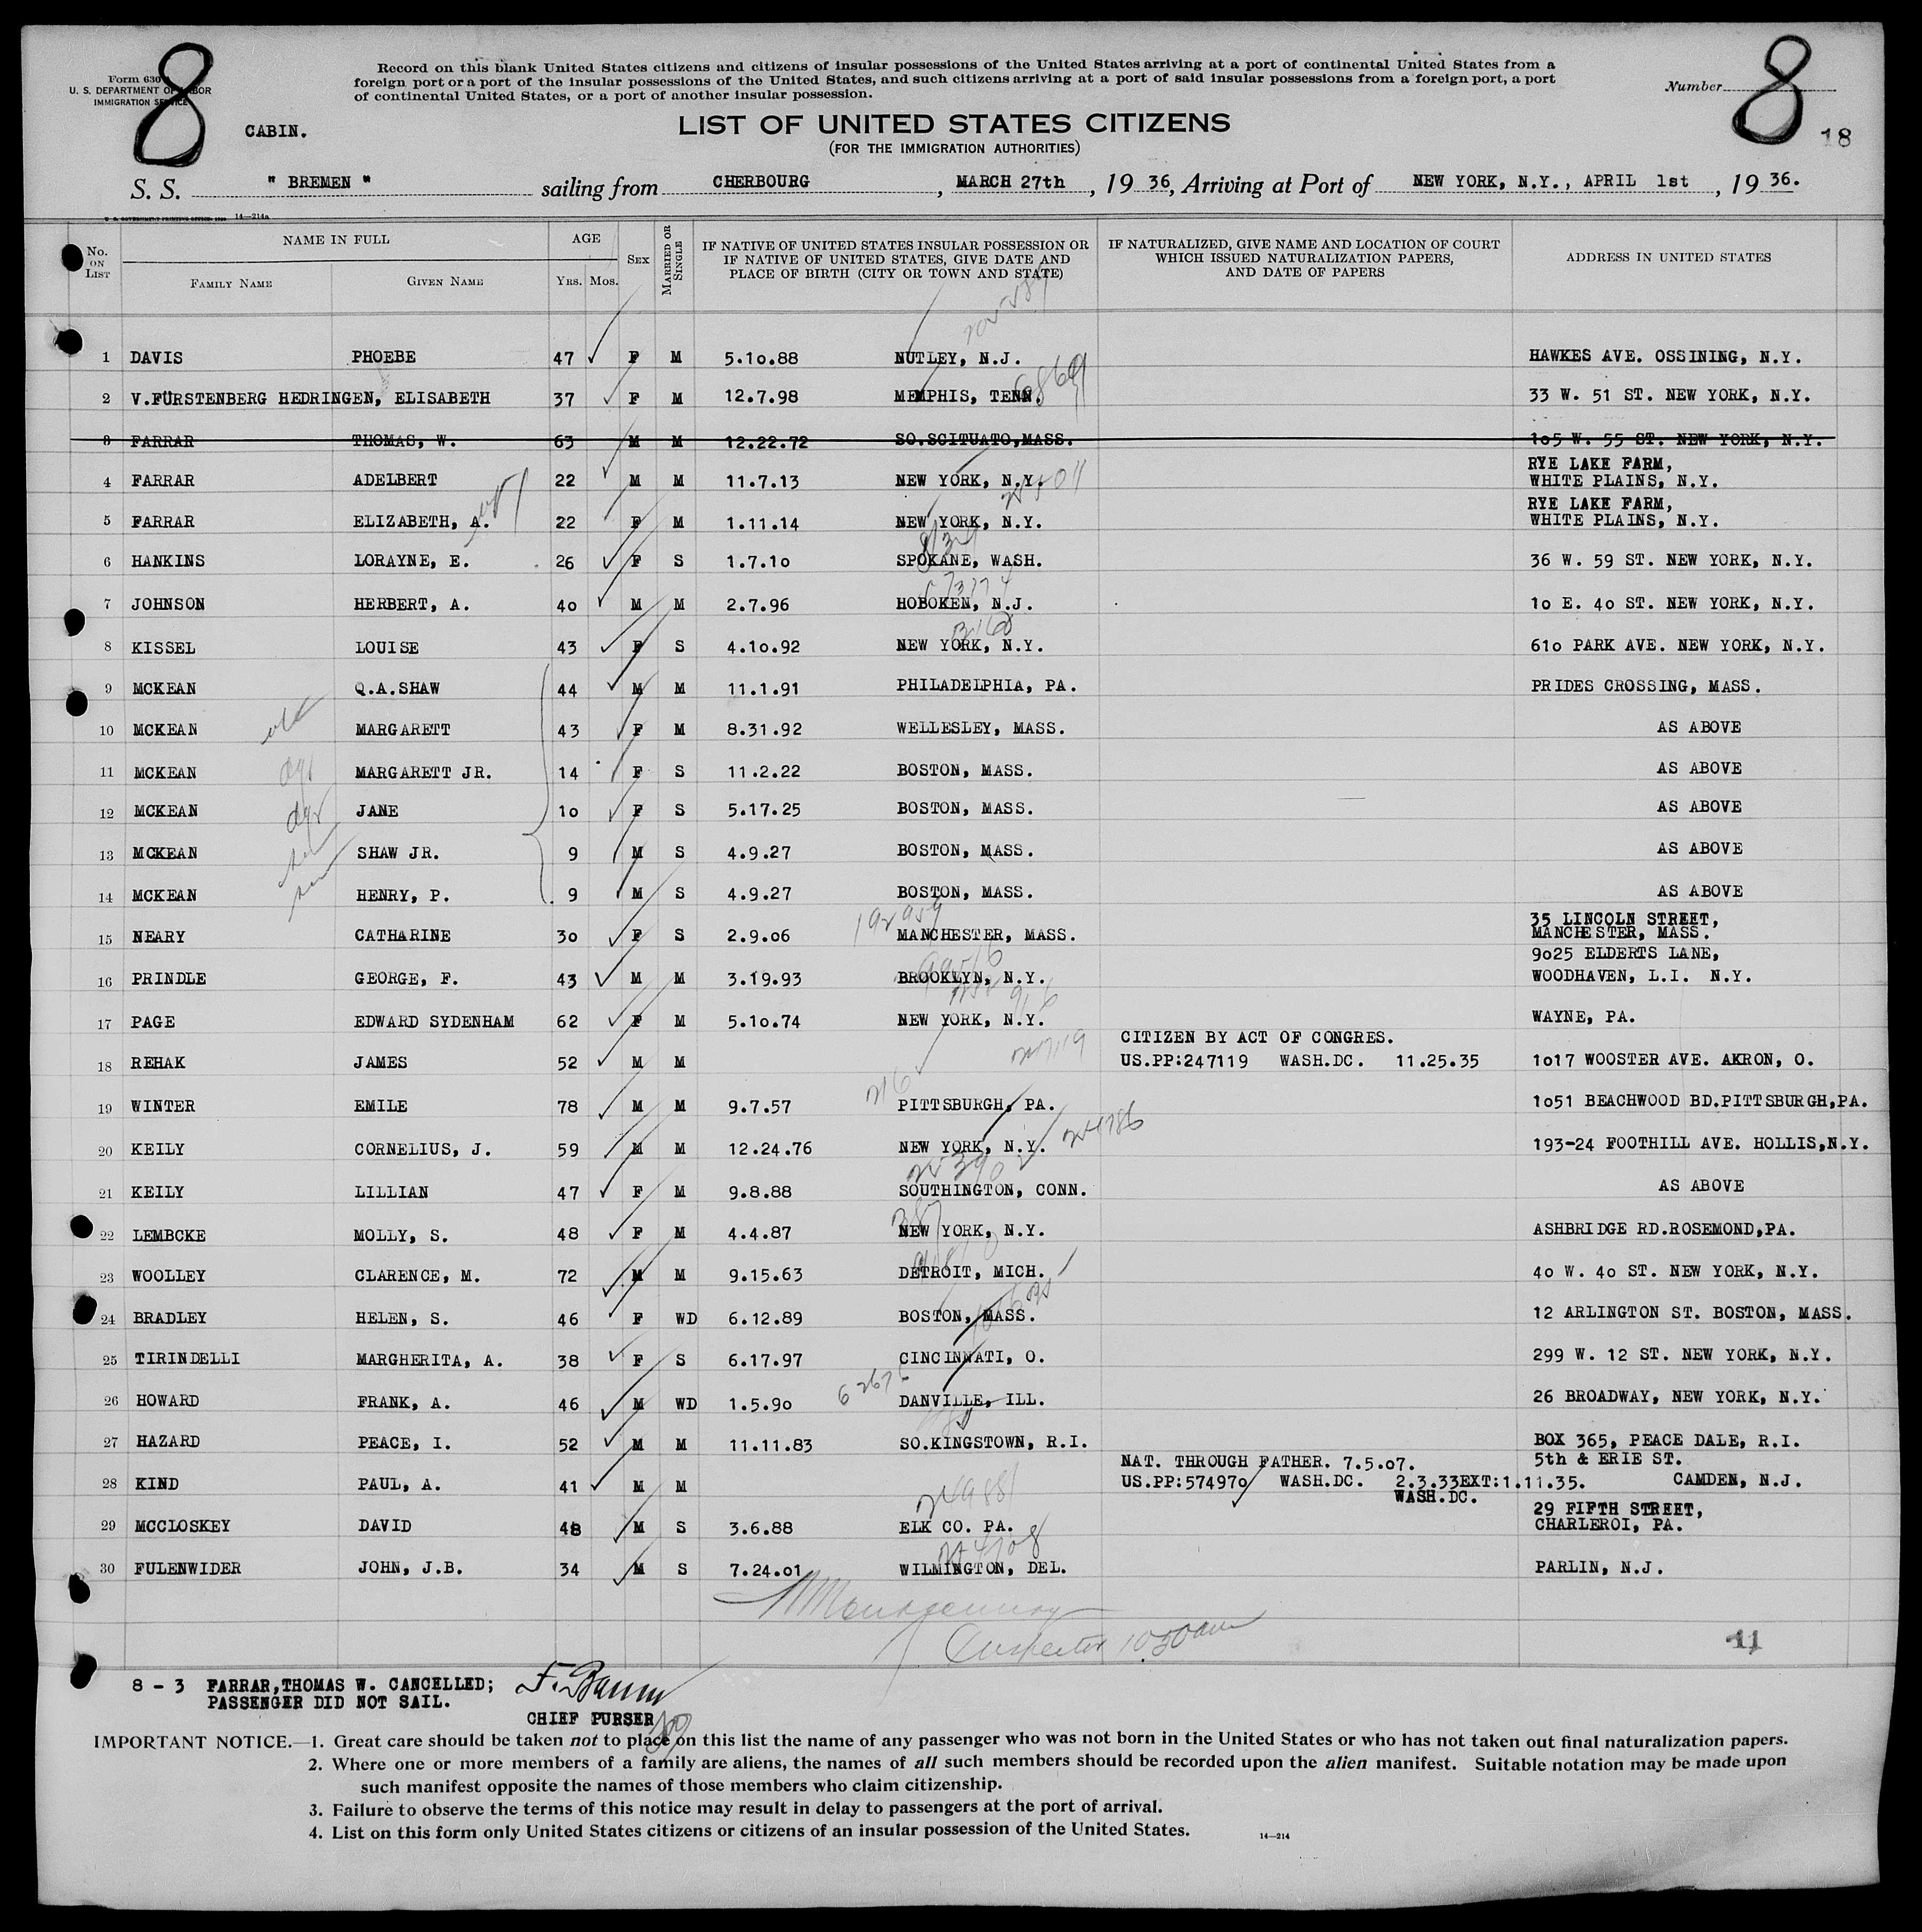 8
8
Form 630
U. S. DEPARTMENT OF LABOR
IMMIGRATION SERVICE
Record on this blank United States citizens and citizens of insular possessions of the United States arriving at a port of continental United States from a
foreign port or a port of the insular possessions of the United States, and such citizens arriving at a port of said insular possessions from a foreign port, a port
of continental United States, or a port of another insular possession.
Number
CABIN.
LIST OF UNITED STATES CITIZENS
18
(FOR THE IMMIGRATION AUTHORITIES)
S. S. " BREMEN " sailing from CHERBOURG, MARCH 27th, 19 36, Arriving at Port of NEW YORK, N.Y., APRIL 1st, 19 36.
14—214a
No. ON LIST NAME IN FULL FAMILY NAME GIVEN NAME AGE YRS. MOS. SEX MARRIED OR SINGLE IF NATIVE OF UNITED STATES INSULAR POSSESSION OR IF NATIVE OF UNITED STATES, GIVE DATE AND PLACE OF BIRTH (CITY OR TOWN AND STATE) IF NATURALIZED, GIVE NAME AND LOCATION OF COURT WHICH ISSUED NATURALIZATION PAPERS, AND DATE OF PAPERS ADDRESS IN UNITED STATES
1 DAVIS PHOEBE 47 F M 5.10.88 NUTLEY, N.J. HAWKES AVE. OSSINING, N.Y.
2 V.FÜRSTENBERG HEDRINGEN, ELISABETH 37 F M 12.7.98 MEMPHIS, TENN. 33 W. 51 ST. NEW YORK, N.Y.
3 FARRAR THOMAS, W. 63 M M 12.22.72 SO.SCITUATO,MASS. 105 W. 55 ST. NEW YORK, N.Y.
4 FARRAR ADELBERT 22 M M 11.7.13 NEW YORK, N.Y. RYE LAKE FARM, WHITE PLAINS, N.Y.
5 FARRAR ELIZABETH, A. 22 F M 1.11.14 NEW YORK, N.Y. RYE LAKE FARM, WHITE PLAINS, N.Y.
6 HANKINS LORAYNE, E. 26 F S 1.7.10 SPOKANE, WASH. 36 W. 59 ST. NEW YORK, N.Y.
7 JOHNSON HERBERT, A. 40 M M 2.7.96 HOBOKEN, N.J. 10 E. 40 ST. NEW YORK, N.Y.
8 KISSEL LOUISE 43 F S 4.10.92 NEW YORK, N.Y. 610 PARK AVE. NEW YORK, N.Y.
9 MCKEAN Q.A.SHAW 44 M M 11.1.91 PHILADELPHIA, PA. PRIDES CROSSING, MASS.
10 MCKEAN MARGARETT 43 F M 8.31.92 WELLESLEY, MASS. AS ABOVE
11 MCKEAN MARGARETT JR. 14 F S 11.2.22 BOSTON, MASS. AS ABOVE
12 MCKEAN JANE 10 F S 5.17.25 BOSTON, MASS. AS ABOVE
13 MCKEAN SHAW JR. 9 M S 4.9.27 BOSTON, MASS. AS ABOVE
14 MCKEAN HENRY, P. 9 M S 4.9.27 BOSTON, MASS. AS ABOVE
15 NEARY CATHARINE 30 F S 2.9.06 MANCHESTER, MASS. 35 LINCOLN STREET, MANCHESTER, MASS.
16 PRINDLE GEORGE, F. 43 M M 3.19.93 BROOKLYN, N.Y. 9025 ELDERTS LANE, WOODHAVEN, L.I. N.Y.
17 PAGE EDWARD SYDENHAM 62 F M 5.10.74 NEW YORK, N.Y. WAYNE, PA.
18 REHAK JAMES 52 M M CITIZEN BY ACT OF CONGRES. US.PP:247119 WASH.DC. 11.25.35 1017 WOOSTER AVE. AKRON, O.
19 WINTER EMILE 78 M M 9.7.57 PITTSBURGH, PA. 1051 BEACHWOOD BD.PITTSBURGH,PA.
20 KEILY CORNELIUS, J. 59 M M 12.24.76 NEW YORK, N.Y. 193-24 FOOTHILL AVE. HOLLIS,N.Y.
21 KEILY LILLIAN 47 F M 9.8.88 SOUTHINGTON, CONN. AS ABOVE
22 LEMBCKE MOLLY, S. 48 F M 4.4.87 NEW YORK, N.Y. ASHBRIDGE RD.ROSEMOND,PA.
23 WOOLLEY CLARENCE, M. 72 M M 9.15.63 DETROIT, MICH. 40 W. 40 ST. NEW YORK, N.Y.
24 BRADLEY HELEN, S. 46 F WD 6.12.89 BOSTON, MASS. 12 ARLINGTON ST. BOSTON, MASS.
25 TIRINDELLI MARGHERITA, A. 38 F S 6.17.97 CINCINNATI, O. 299 W. 12 ST. NEW YORK, N.Y.
26 HOWARD FRANK, A. 46 M WD 1.5.90 DANVILLE, ILL. 26 BROADWAY, NEW YORK, N.Y.
27 HAZARD PEACE, I. 52 M M 11.11.83 SO.KINGSTOWN, R.I. BOX 365, PEACE DALE, R.I.
28 KIND PAUL, A. 41 M M NAT. THROUGH FATHER. 7.5.07. US.PP:574970 WASH.DC. 2.3.33EXT:1.11.35. WASH.DC. 5th & ERIE ST. CAMDEN, N.J.
29 MCCLOSKEY DAVID 48 M S 3.6.88 ELK CO. PA. 29 FIFTH STREET, CHARLEROI, PA.
30 FULENWIDER JOHN, J.B. 34 M S 7.24.01 WILMINGTON, DEL. PARLIN, N.J.
Montgomery
Inspector 10 30 am
11
8 - 3 FARRAR,THOMAS W. CANCELLED;
PASSENGER DID NOT SAIL.
F. Baum
CHIEF PURSER
IMPORTANT NOTICE.—1. Great care should be taken not to place on this list the name of any passenger who was not born in the United States or who has not taken out final naturalization papers.
2. Where one or more members of a family are aliens, the names of all such members should be recorded upon the alien manifest. Suitable notation may be made upon
such manifest opposite the names of those members who claim citizenship.
3. Failure to observe the terms of this notice may result in delay to passengers at the port of arrival.
4. List on this form only United States citizens or citizens of an insular possession of the United States.
14—214